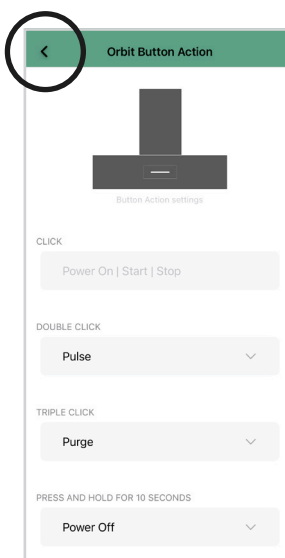 Orbit Button Action
Button Action settings
CLICK
Power On | Start | Stop
DOUBLE CLICK
Pulse
TRIPLE CLICK
Purge
PRESS AND HOLD FOR 10 SECONDS
Power Off